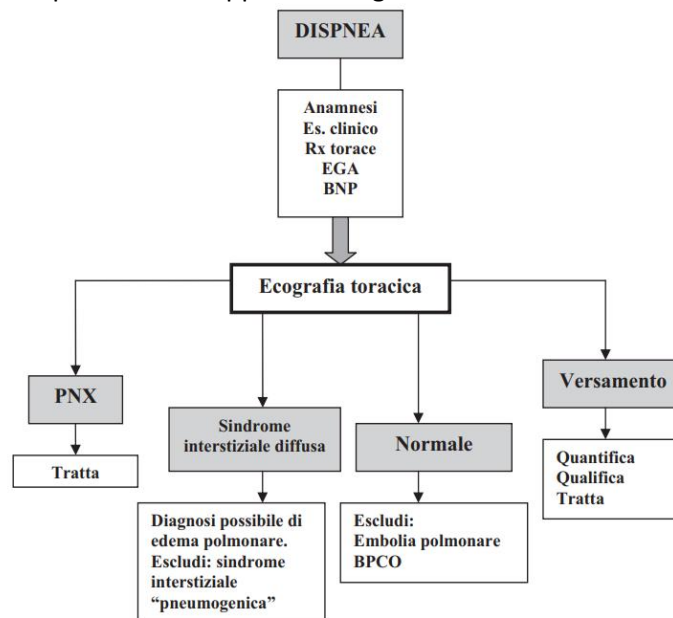 DISPNEA
Anamnesi
Es. clinico
Rx torace
EGA
BNP
Ecografia toracica
PNX
Tratta
Sindrome
interstiziale diffusa
Diagnosi possibile di
edema polmonare.
Escludi: sindrome
interstiziale
“pneumogenica”
Normale
Escludi:
Embolia polmonare
BPCO
Versamento
Quantifica
Qualifica
Tratta